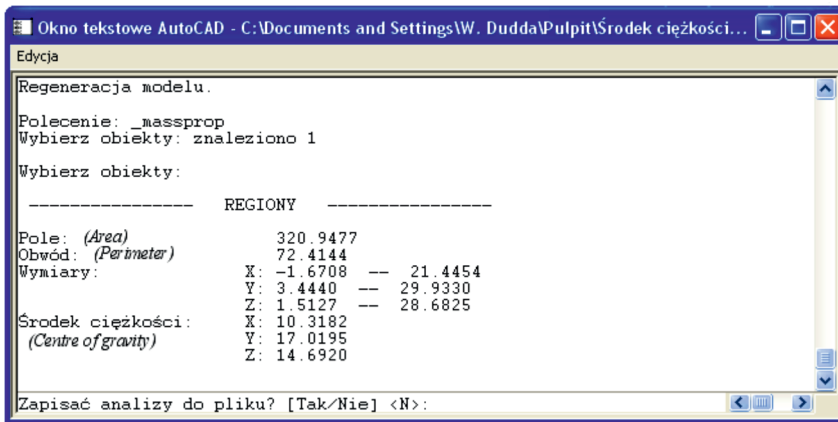 Okno tekstowe AutoCAD - C:\Documents and Settings\W. Dudda\Pulpit\Środek ciężkości...
Edycja
Regeneracja modelu.
Polecenie: _massprop
Wybierz obiekty: znaleziono 1
Wybierz obiekty:
---------------- REGIONY ----------------
Pole: (Area) 320.9477
Obwód: (Perimeter) 72.4144
Wymiary: X: -1.6708 -- 21.4454
Y: 3.4440 -- 29.9330
Z: 1.5127 -- 28.6825
Środek ciężkości: X: 10.3182
(Centre of gravity) Y: 17.0195
Z: 14.6920
Zapisać analizy do pliku? [Tak/Nie] <N>: